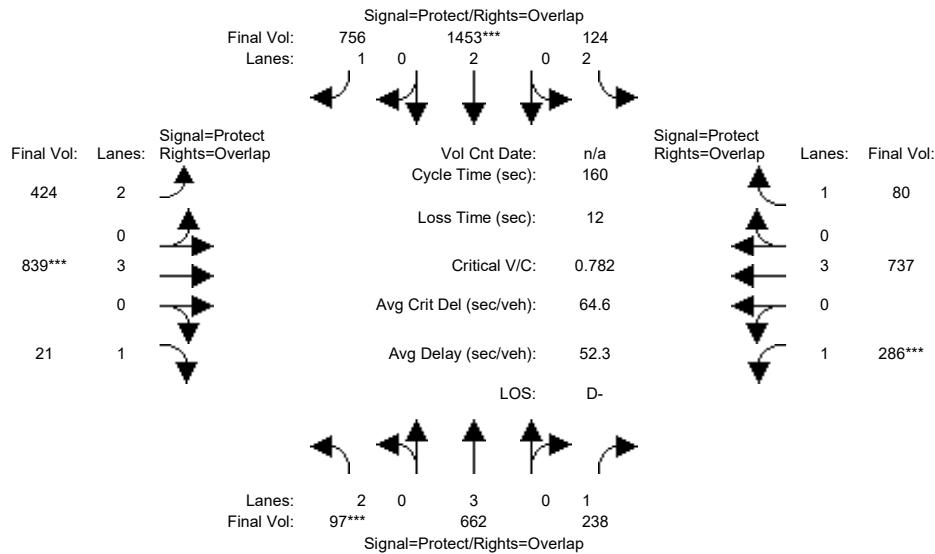 Signal=Protect/Rights=Overlap
Final Vol: 756 1453*** 124
Lanes: 1 0 2 0 2
Signal=Protect
Final Vol: Lanes: Rights=Overlap
Vol Cnt Date: n/a
Signal=Protect
Rights=Overlap Lanes: Final Vol:
Cycle Time (sec): 160
424 2
1 80
Loss Time (sec): 12
0
0
839*** 3
Critical V/C: 0.782
3 737
0
Avg Crit Del (sec/veh): 64.6
0
21 1
Avg Delay (sec/veh): 52.3
1 286***
LOS: D-
Lanes: 2 0 3 0 1
Final Vol: 97*** 662 238
Signal=Protect/Rights=Overlap